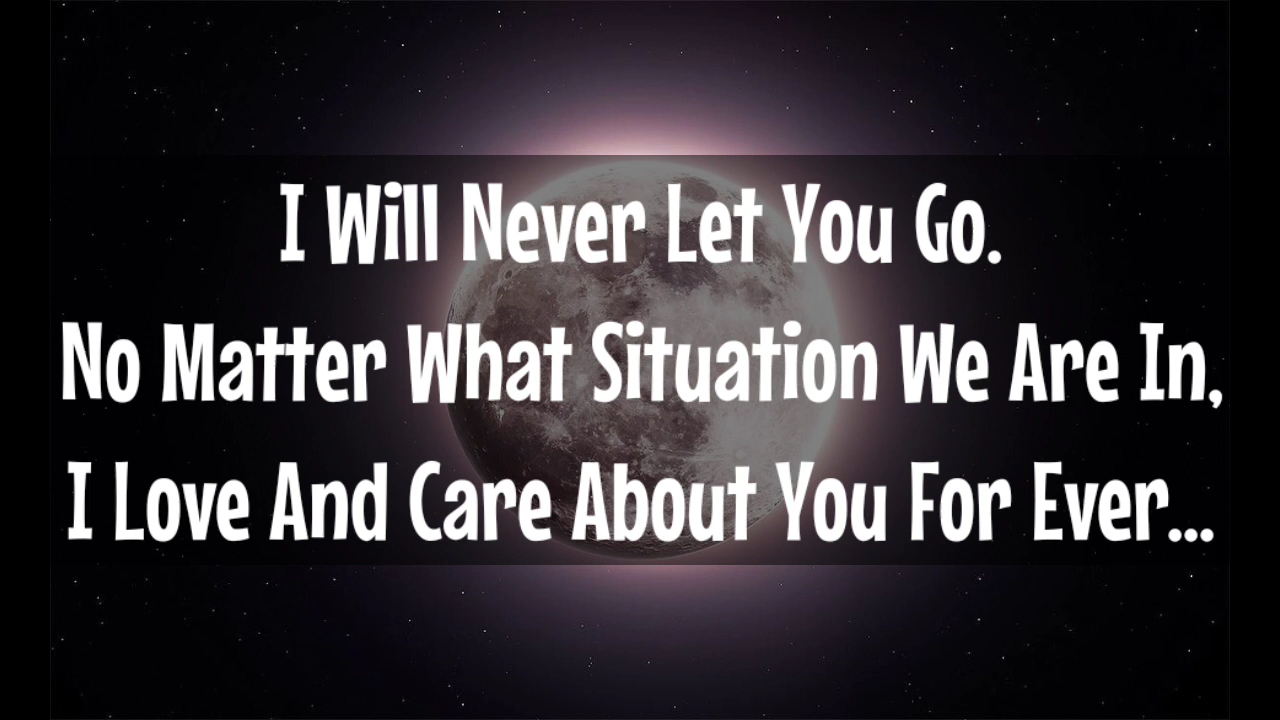 I Will Never Let You Go.
No Matter What Situation We Are In,
I Love And Care About You For Ever...